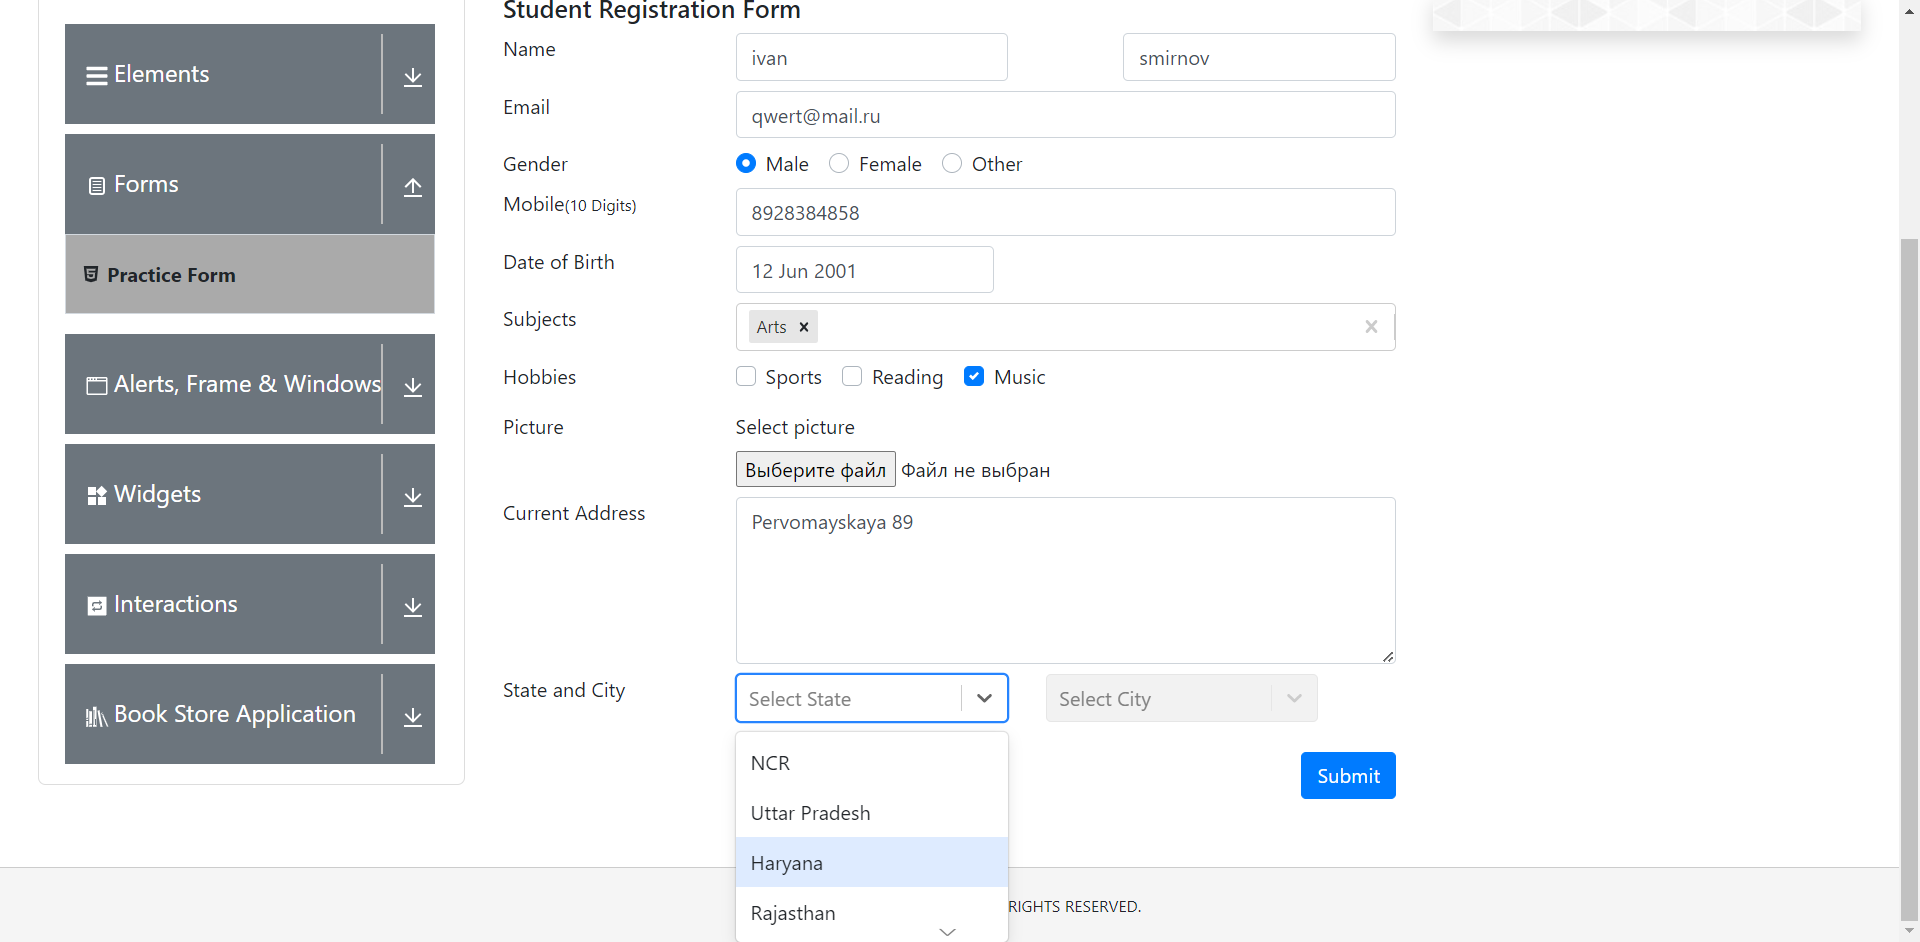 Elements
Forms
Practice Form
Alerts, Frame & Windows
Widgets
Interactions
Book Store Application
Student Registration Form
Name
ivan
smirnov
Email
qwert@mail.ru
Gender
Male
Female
Other
Mobile(10 Digits)
8928384858
Date of Birth
12 Jun 2001
Subjects
Arts
Hobbies
Sports
Reading
Music
Picture
Select picture
Выберите файл Файл не выбран
Current Address
Pervomayskaya 89
State and City
Select State
Select City
NCR
Uttar Pradesh
Haryana
Rajasthan
Submit
RIGHTS RESERVED.